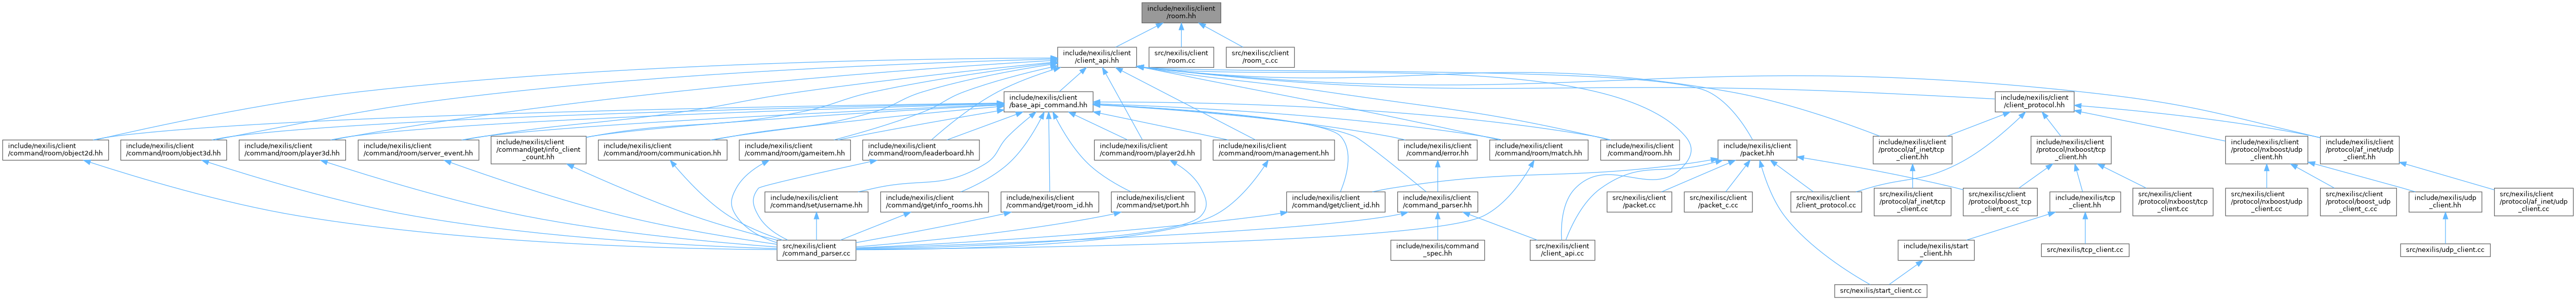 include/nexilis/client
/room.hh
include/nexilis/client
/client_api.hh
src/nexilis/client
/room.cc
src/nexilisc/client
/room_c.cc
include/nexilis/client
/base_api_command.hh
include/nexilis/client
/client_protocol.hh
include/nexilis/client
/command/room/object2d.hh
include/nexilis/client
/command/room/object3d.hh
include/nexilis/client
/command/room/player3d.hh
include/nexilis/client
/command/room/server_event.hh
include/nexilis/client
/command/get/info_client
_count.hh
include/nexilis/client
/command/room/communication.hh
include/nexilis/client
/command/room/gameitem.hh
include/nexilis/client
/command/room/leaderboard.hh
include/nexilis/client
/command/room/player2d.hh
include/nexilis/client
/command/room/management.hh
include/nexilis/client
/command/error.hh
include/nexilis/client
/command/room/match.hh
include/nexilis/client
/command/room.hh
include/nexilis/client
/packet.hh
include/nexilis/client
/protocol/af_inet/tcp
_client.hh
include/nexilis/client
/protocol/nxboost/tcp
_client.hh
include/nexilis/client
/protocol/nxboost/udp
_client.hh
include/nexilis/client
/protocol/af_inet/udp
_client.hh
include/nexilis/client
/command/set/username.hh
include/nexilis/client
/command/get/info_rooms.hh
include/nexilis/client
/command/get/room_id.hh
include/nexilis/client
/command/set/port.hh
include/nexilis/client
/command/get/client_id.hh
include/nexilis/client
/command_parser.hh
src/nexilis/client
/packet.cc
src/nexilisc/client
/packet_c.cc
src/nexilis/client
/client_protocol.cc
src/nexilis/client
/protocol/af_inet/tcp
_client.cc
src/nexilisc/client
/protocol/boost_tcp
_client_c.cc
include/nexilis/tcp
_client.hh
src/nexilis/client
/protocol/nxboost/tcp
_client.cc
src/nexilis/client
/protocol/nxboost/udp
_client.cc
src/nexilisc/client
/protocol/boost_udp
_client_c.cc
include/nexilis/udp
_client.hh
src/nexilis/client
/protocol/af_inet/udp
_client.cc
src/nexilis/client
/command_parser.cc
include/nexilis/command
_spec.hh
src/nexilis/client
/client_api.cc
include/nexilis/start
_client.hh
src/nexilis/tcp_client.cc
src/nexilis/udp_client.cc
src/nexilis/start_client.cc